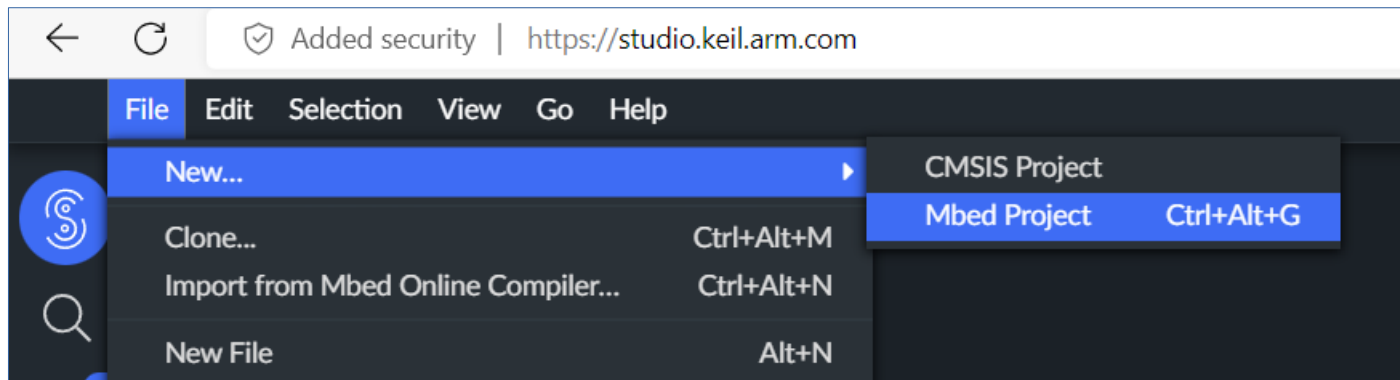 Added security | https://studio.keil.arm.com
File Edit Selection View Go Help
New...
CMSIS Project
Mbed Project Ctrl+Alt+G
Clone... Ctrl+Alt+M
Import from Mbed Online Compiler... Ctrl+Alt+N
New File Alt+N